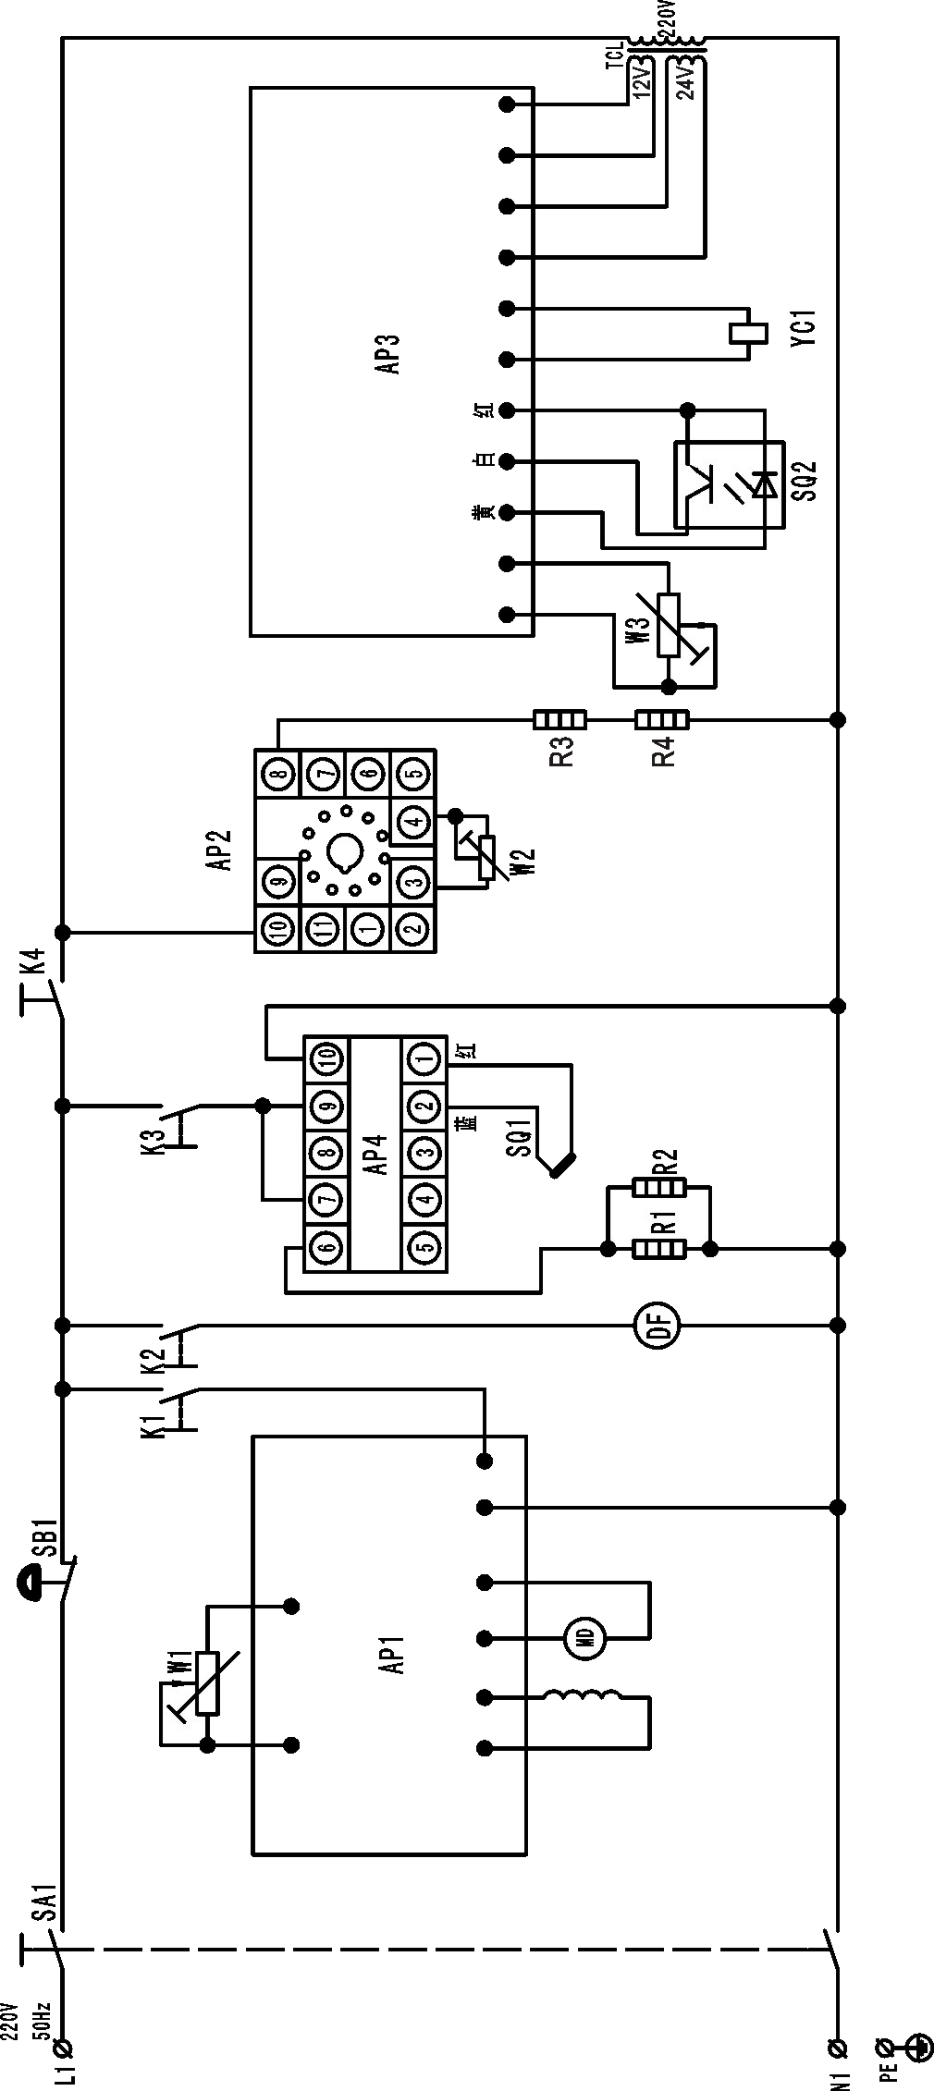 220V
50Hz
L1
N1
PE
SA1
SB1
W1
AP1
MD
K1
K2
DF
K3
AP4
10 9 8 7 6
1 2 3 4 5
红
蓝
SQ1
R1
R2
K4
AP2
8 7 6 5
9 4
3
10 11 1 2
W2
R3
R4
AP3
红
白
黄
W3
SQ2
YC1
TCL
220V
12V
24V